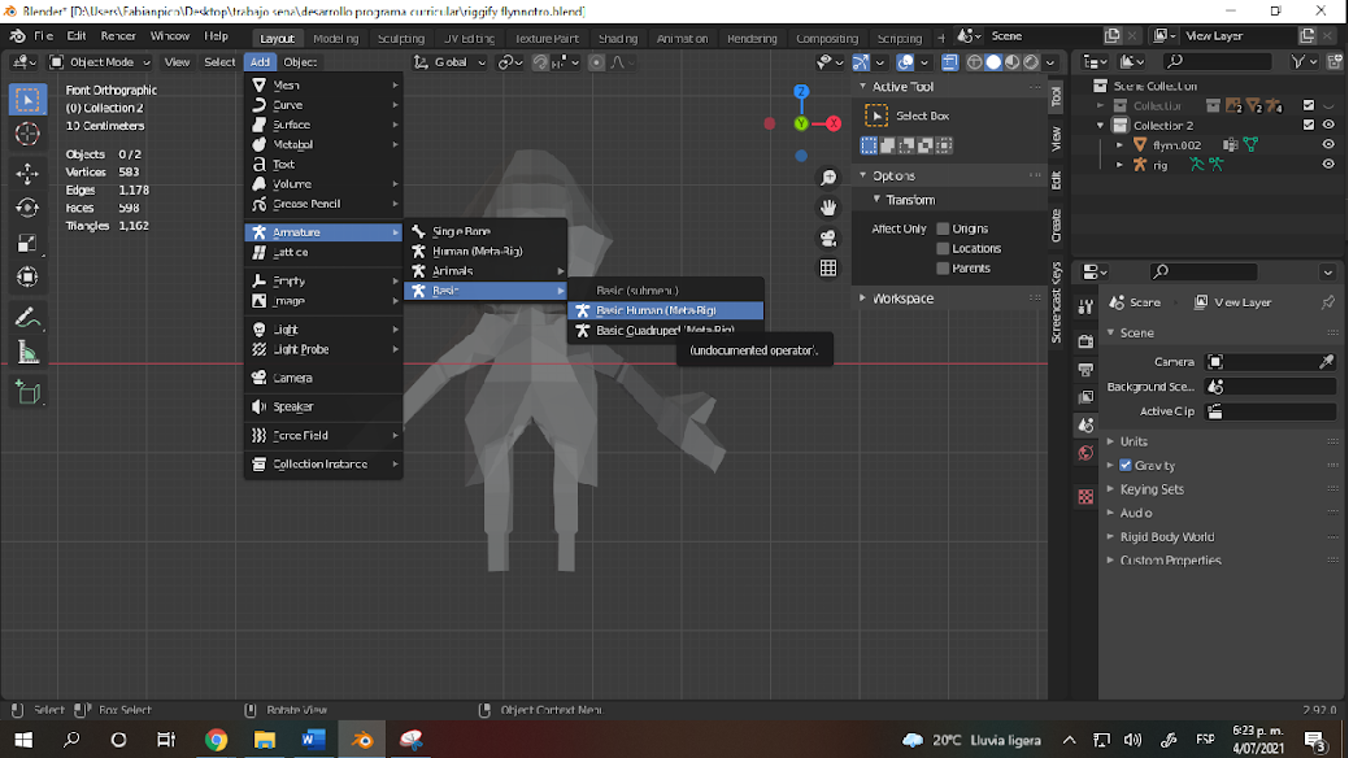 Blender* [D:\Users\Fabianpico\Desktop\trabajo sena\desarrollo programa curricular\riggify flynnotro.blend]
File Edit Render Window Help Layout Modeling Sculpting UV Editing Texture Paint Shading Animation Rendering Compositing Scripting + Scene View Layer
Object Mode View Select Add Object Global
Front Orthographic
(0) Collection 2
10 Centimeters
Objects 0/2
Vertices 583
Edges 1,178
Faces 598
Triangles 1,162
Mesh
Curve
Surface
Metaball
Text
Volume
Grease Pencil
Armature
Lattice
Empty
Image
Light
Light Probe
Camera
Speaker
Force Field
Collection Instance
Single Bone
Human (Meta-Rig)
Animals
Basic
Basic (submenu)
Basic Human (Meta-Rig)
Basic Quadruped (Meta-Rig)
(undocumented operator).
Z
Y
X
Active Tool
Select Box
Options
Transform
Affect Only Origins
Locations
Parents
Workspace
Tool
View
Edit
Create
Screencast Keys
Scene Collection
Collection 2 2 4
Collection 2
flynn.002
rig
Scene View Layer
Scene
Camera
Background Sce...
Active Clip
Units
Gravity
Keying Sets
Audio
Rigid Body World
Custom Properties
Select Box Select Rotate View Object Context Menu 2.92.0
20°C Lluvia ligera ESP 6:23 p. m.
4/07/2021
3